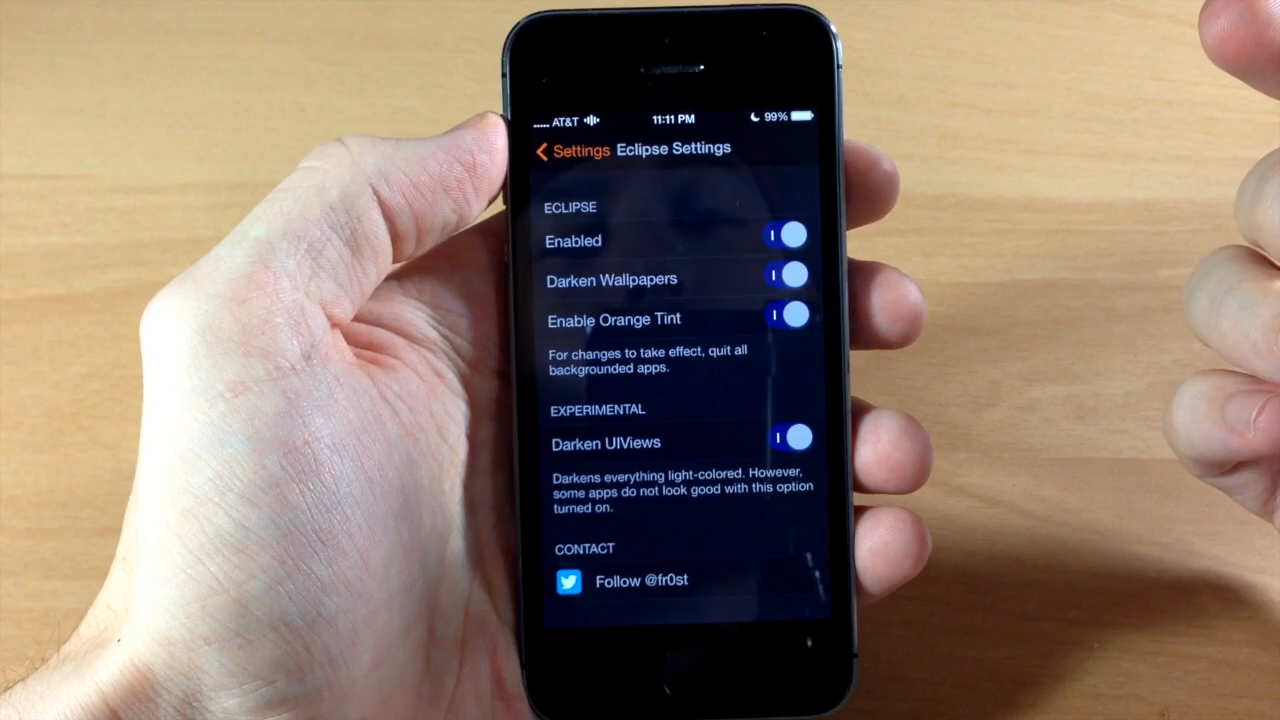 AT&T 11:11 PM 99%
Settings Eclipse Settings
ECLIPSE
Enabled
Darken Wallpapers
Enable Orange Tint
For changes to take effect, quit all
backgrounded apps.
EXPERIMENTAL
Darken UIViews
Darkens everything light-colored. However,
some apps do not look good with this option
turned on.
CONTACT
Follow @fr0st